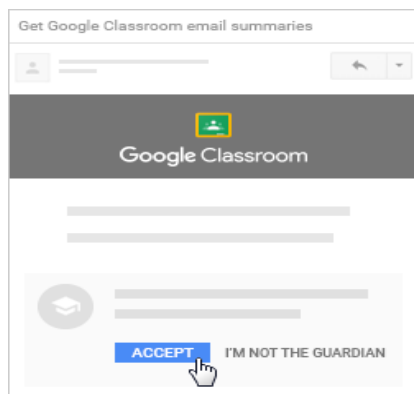 Get Google Classroom email summaries
Google Classroom
ACCEPT I'M NOT THE GUARDIAN